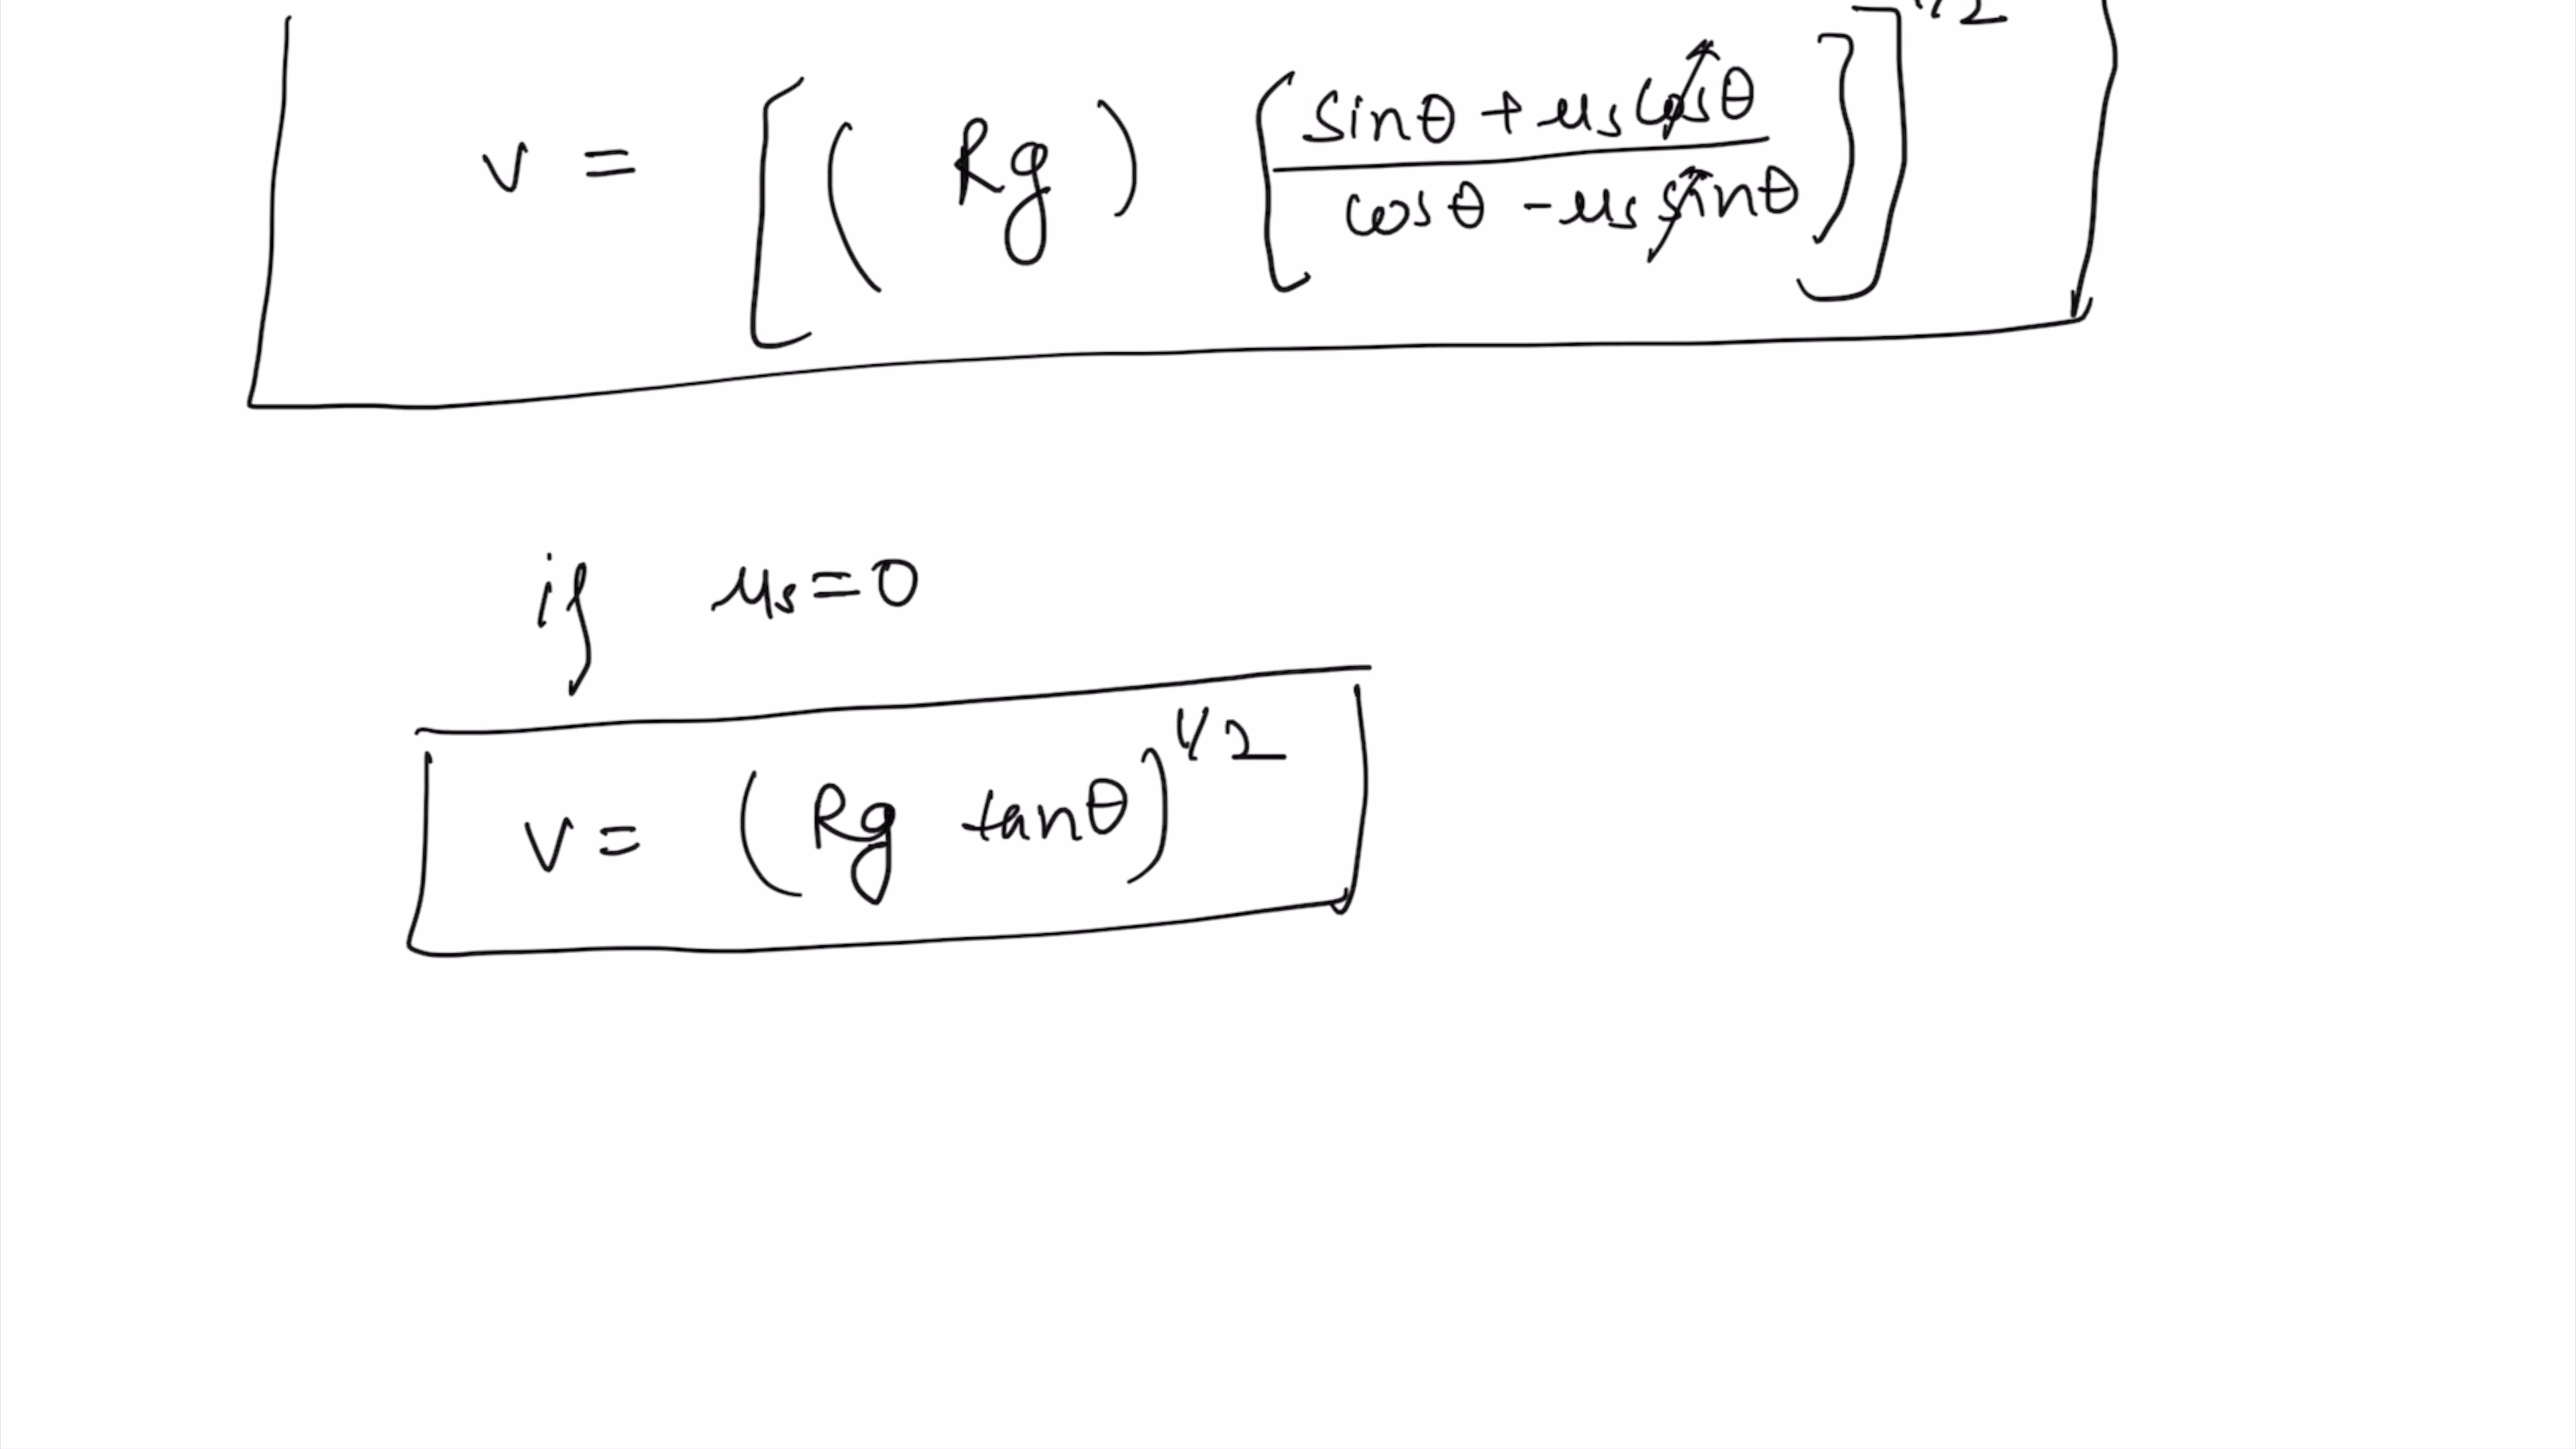 v = [(Rg) [(sinθ + μs cosθ)/(cosθ - μs sinθ)]]^1/2
if μs = 0
v = (Rg tanθ)^1/2